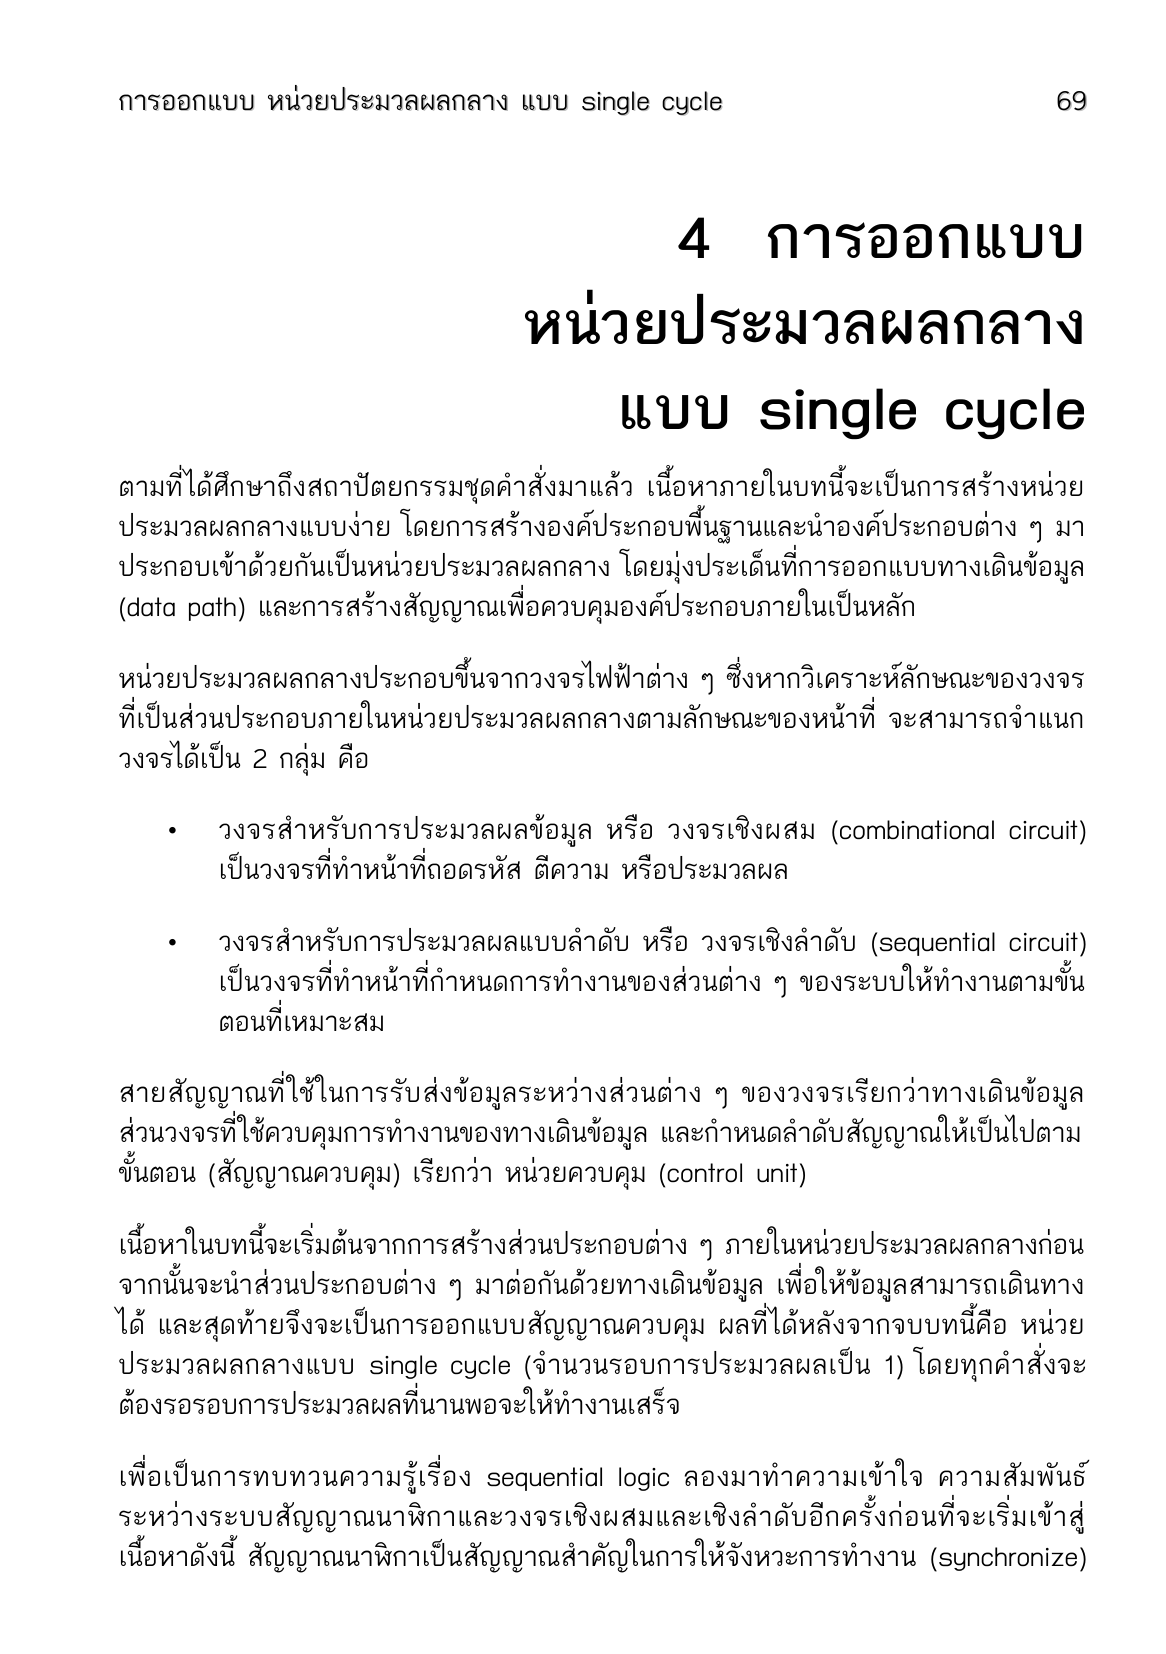 การออกแบบ หน่วยประมวลผลกลาง แบบ single cycle 69
4 การออกแบบ
หน่วยประมวลผลกลาง
แบบ single cycle
ตามที่ได้ศึกษาถึงสถาปัตยกรรมชุดคำสั่งมาแล้ว เนื้อหาภายในบทนี้จะเป็นการสร้างหน่วย
ประมวลผลกลางแบบง่าย โดยการสร้างองค์ประกอบพื้นฐานและนำองค์ประกอบต่าง ๆ มา
ประกอบเข้าด้วยกันเป็นหน่วยประมวลผลกลาง โดยมุ่งประเด็นที่การออกแบบทางเดินข้อมูล
(data path) และการสร้างสัญญาณเพื่อควบคุมองค์ประกอบภายในเป็นหลัก
หน่วยประมวลผลกลางประกอบขึ้นจากวงจรไฟฟ้าต่าง ๆ ซึ่งหากวิเคราะห์ลักษณะของวงจร
ที่เป็นส่วนประกอบภายในหน่วยประมวลผลกลางตามลักษณะของหน้าที่ จะสามารถจำแนก
วงจรได้เป็น 2 กลุ่ม คือ
• วงจรสำหรับการประมวลผลข้อมูล หรือ วงจรเชิงผสม (combinational circuit)
เป็นวงจรที่ทำหน้าที่ถอดรหัส ตีความ หรือประมวลผล
• วงจรสำหรับการประมวลผลแบบลำดับ หรือ วงจรเชิงลำดับ (sequential circuit)
เป็นวงจรที่ทำหน้าที่กำหนดการทำงานของส่วนต่าง ๆ ของระบบให้ทำงานตามขั้น
ตอนที่เหมาะสม
สายสัญญาณที่ใช้ในการรับส่งข้อมูลระหว่างส่วนต่าง ๆ ของวงจรเรียกว่าทางเดินข้อมูล
ส่วนวงจรที่ใช้ควบคุมการทำงานของทางเดินข้อมูล และกำหนดลำดับสัญญาณให้เป็นไปตาม
ขั้นตอน (สัญญาณควบคุม) เรียกว่า หน่วยควบคุม (control unit)
เนื้อหาในบทนี้จะเริ่มต้นจากการสร้างส่วนประกอบต่าง ๆ ภายในหน่วยประมวลผลกลางก่อน
จากนั้นจะนำส่วนประกอบต่าง ๆ มาต่อกันด้วยทางเดินข้อมูล เพื่อให้ข้อมูลสามารถเดินทาง
ได้ และสุดท้ายจึงจะเป็นการออกแบบสัญญาณควบคุม ผลที่ได้หลังจากจบบทนี้คือ หน่วย
ประมวลผลกลางแบบ single cycle (จำนวนรอบการประมวลผลเป็น 1) โดยทุกคำสั่งจะ
ต้องรอรอบการประมวลผลที่นานพอจะให้ทำงานเสร็จ
เพื่อเป็นการทบทวนความรู้เรื่อง sequential logic ลองมาทำความเข้าใจ ความสัมพันธ์
ระหว่างระบบสัญญาณนาฬิกาและวงจรเชิงผสมและเชิงลำดับอีกครั้งก่อนที่จะเริ่มเข้าสู่
เนื้อหาดังนี้ สัญญาณนาฬิกาเป็นสัญญาณสำคัญในการให้จังหวะการทำงาน (synchronize)